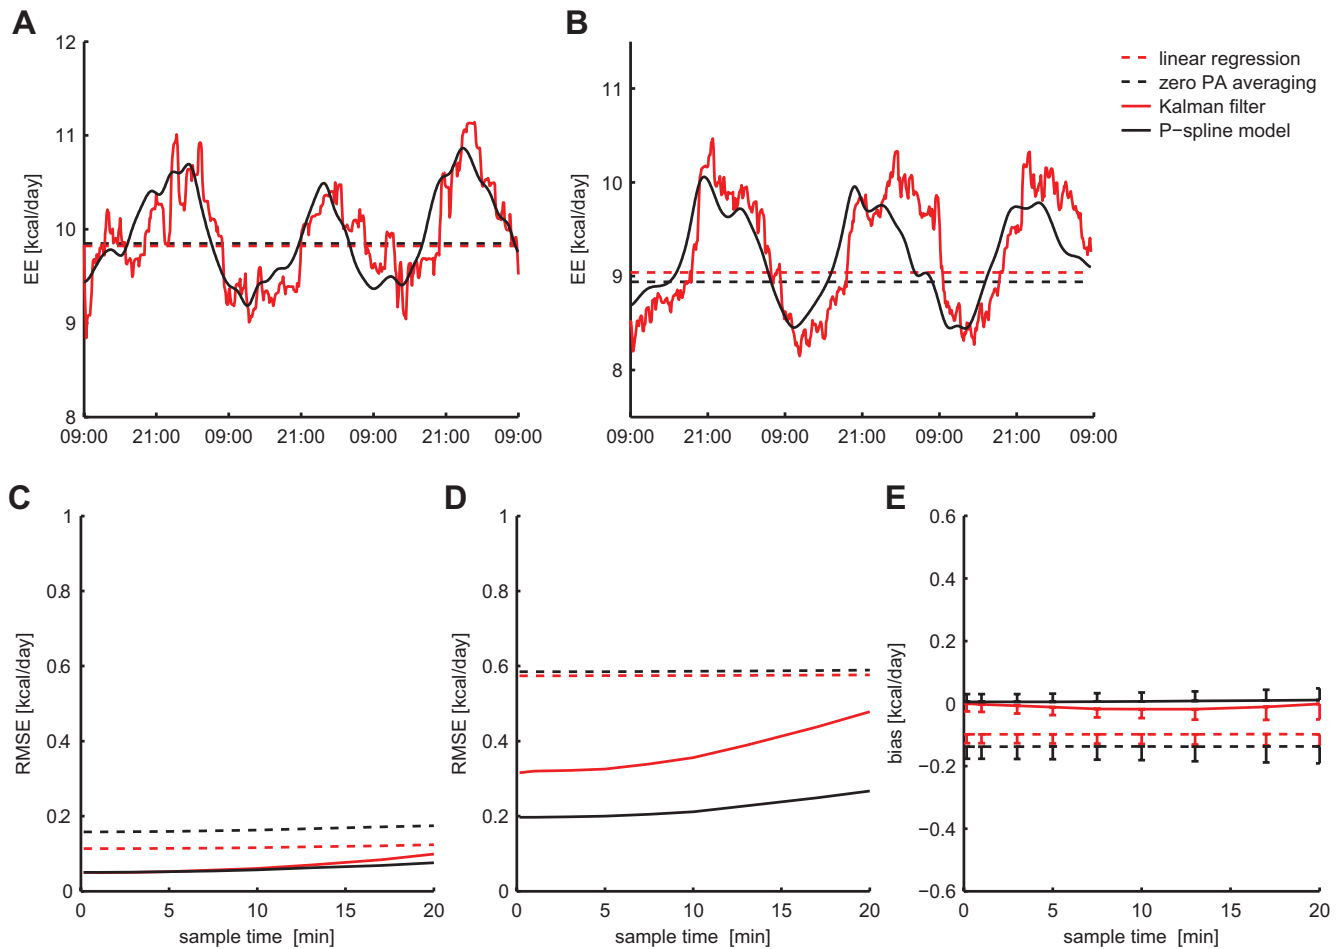 A
12
11
10
9
8
EE [kcal/day]
09:00 21:00 09:00 21:00 09:00 21:00 09:00
B
11
10
9
8
EE [kcal/day]
09:00 21:00 09:00 21:00 09:00 21:00 09:00
linear regression
zero PA averaging
Kalman filter
P−spline model
C
1
0.8
0.6
0.4
0.2
0
RMSE [kcal/day]
0 5 10 15 20
sample time [min]
D
1
0.8
0.6
0.4
0.2
0
RMSE [kcal/day]
0 5 10 15 20
sample time [min]
E
0.6
0.4
0.2
0
−0.2
−0.4
−0.6
bias [kcal/day]
0 5 10 15 20
sample time [min]